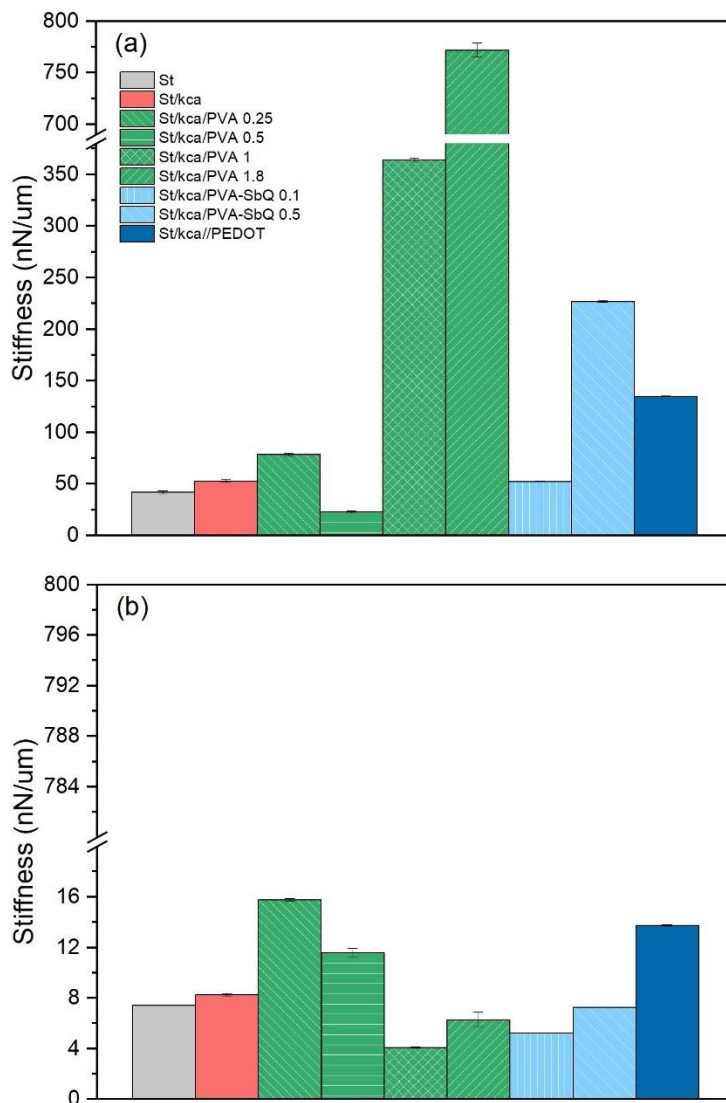 (a)
Stiffness (nN/um)
800
750
700
350
300
250
200
150
100
50
0
St
St/kca
St/kca/PVA 0.25
St/kca/PVA 0.5
St/kca/PVA 1
St/kca/PVA 1.8
St/kca/PVA-SbQ 0.1
St/kca/PVA-SbQ 0.5
St/kca//PEDOT
(b)
Stiffness (nN/um)
800
796
792
788
784
16
12
8
4
0